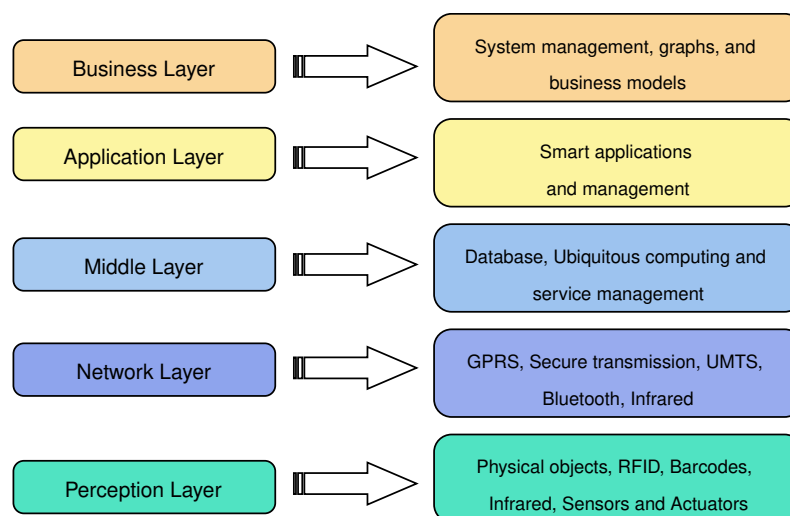 Business Layer
System management, graphs, and
business models
Application Layer
Smart applications
and management
Middle Layer
Database, Ubiquitous computing and
service management
Network Layer
GPRS, Secure transmission, UMTS,
Bluetooth, Infrared
Perception Layer
Physical objects, RFID, Barcodes,
Infrared, Sensors and Actuators